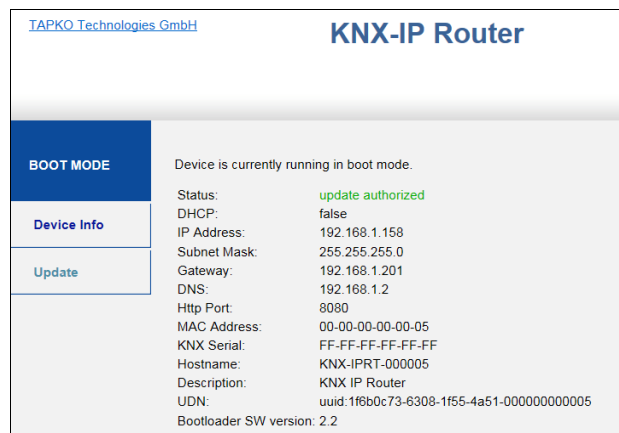 TAPKO Technologies GmbH
KNX-IP Router
BOOT MODE
Device Info
Update
Device is currently running in boot mode.
Status: update authorized
DHCP: false
IP Address: 192.168.1.158
Subnet Mask: 255.255.255.0
Gateway: 192.168.1.201
DNS: 192.168.1.2
Http Port: 8080
MAC Address: 00-00-00-00-00-05
KNX Serial: FF-FF-FF-FF-FF-FF
Hostname: KNX-IPRT-000005
Description: KNX IP Router
UDN: uuid:1f6b0c73-6308-1f55-4a51-000000000005
Bootloader SW version: 2.2